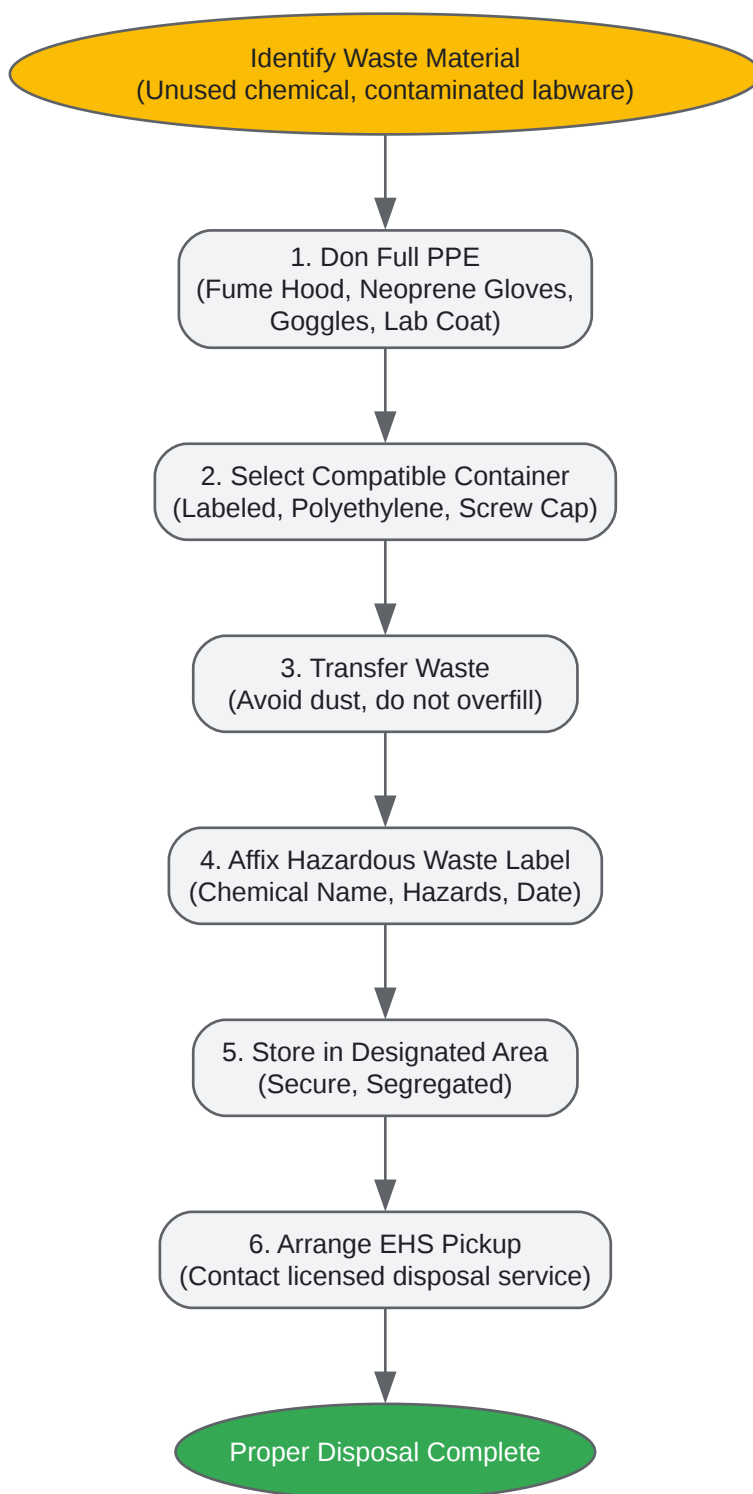 Identify Waste Material
(Unused chemical, contaminated labware)
1. Don Full PPE
(Fume Hood, Neoprene Gloves,
Goggles, Lab Coat)
2. Select Compatible Container
(Labeled, Polyethylene, Screw Cap)
3. Transfer Waste
(Avoid dust, do not overfill)
4. Affix Hazardous Waste Label
(Chemical Name, Hazards, Date)
5. Store in Designated Area
(Secure, Segregated)
6. Arrange EHS Pickup
(Contact licensed disposal service)
Proper Disposal Complete